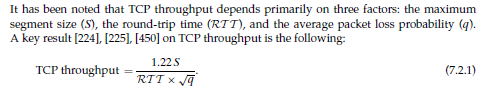 It has been noted that TCP throughput depends primarily on three factors: the maximum
segment size (S), the round-trip time (RTT), and the average packet loss probability (q).
A key result [224], [225], [450] on TCP throughput is the following:
TCP throughput = 1.22 S / RTT × √q. (7.2.1)